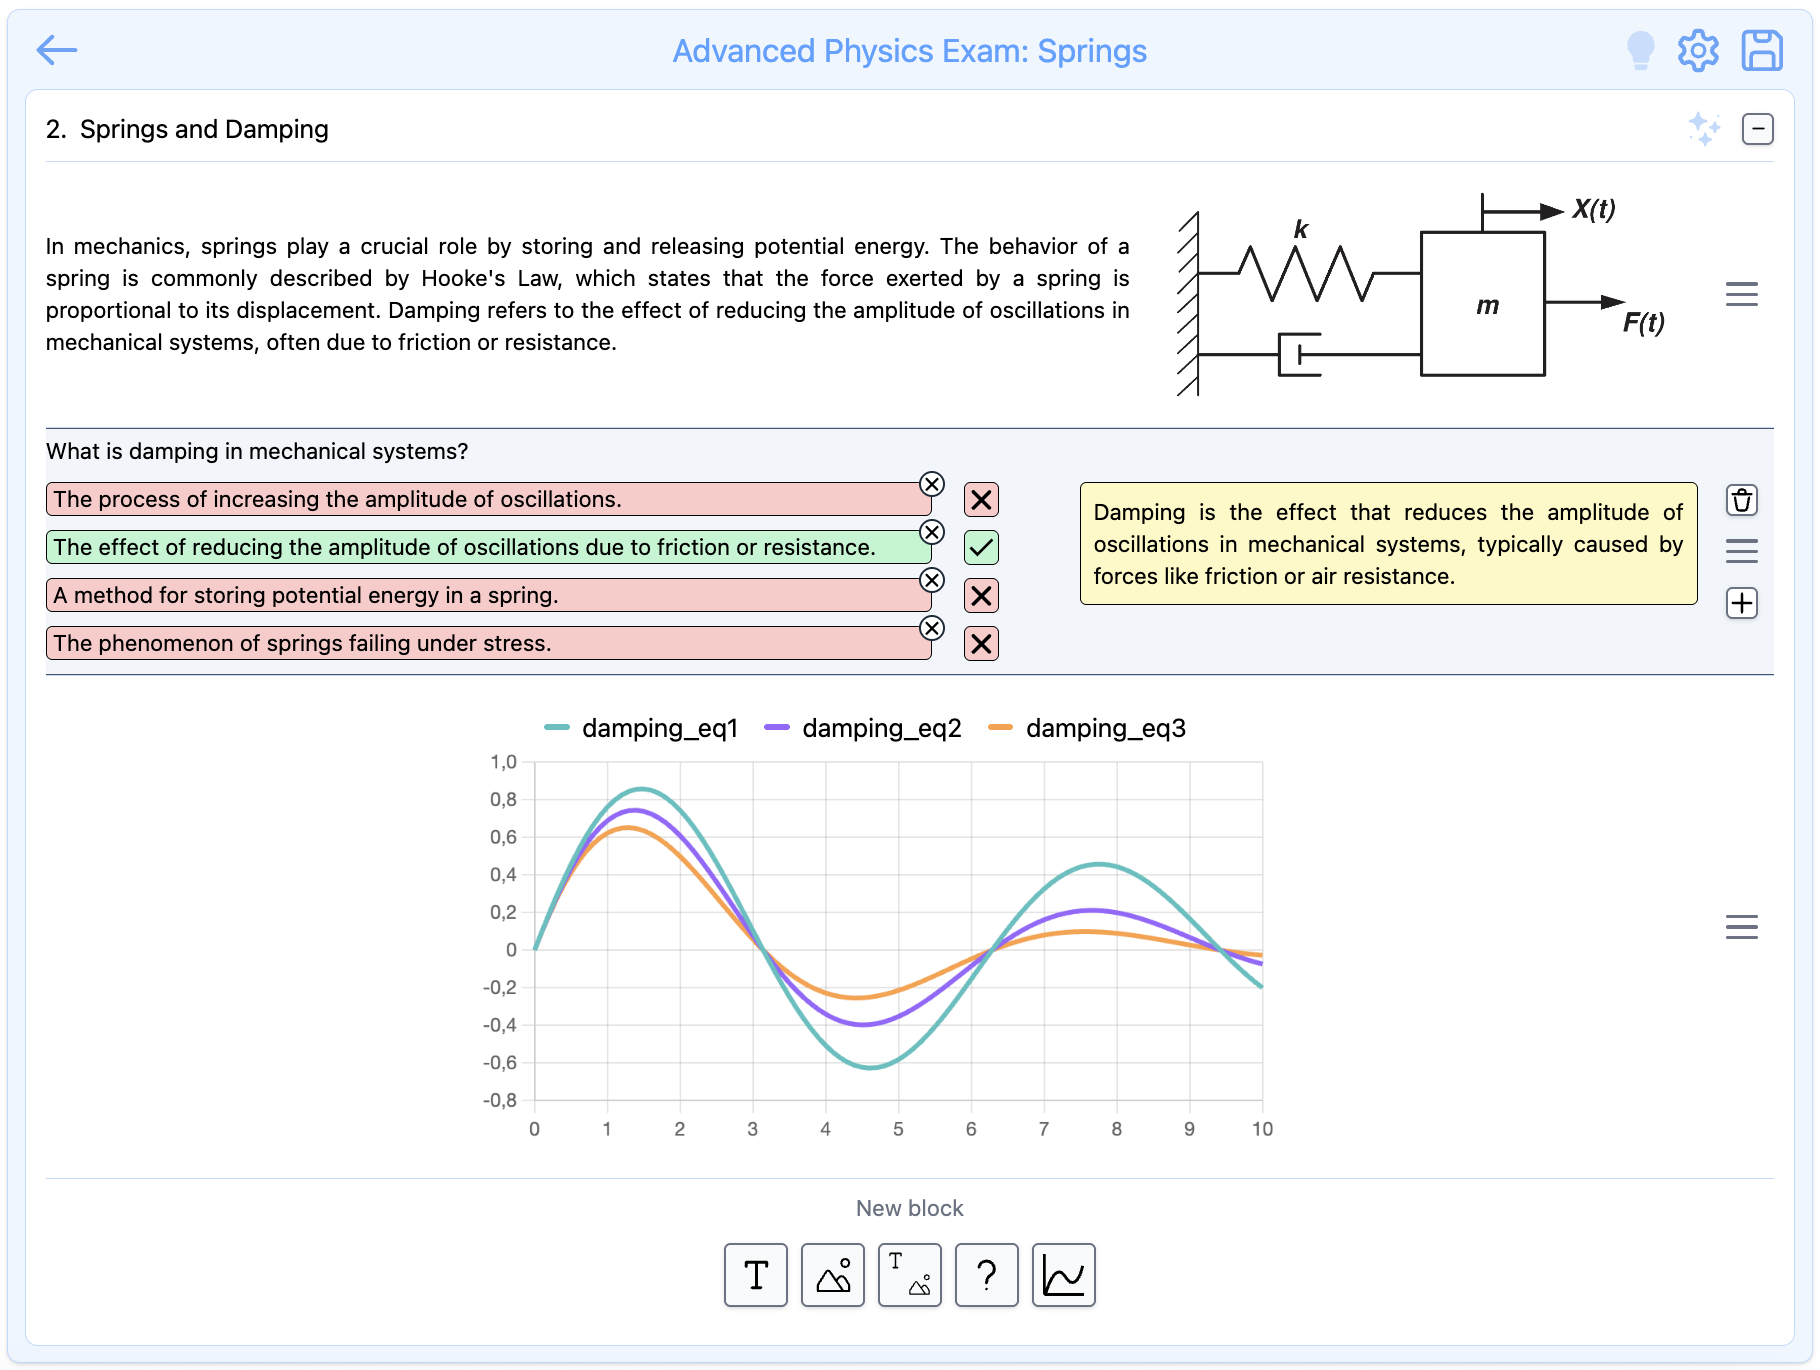 Advanced Physics Exam: Springs
2. Springs and Damping
In mechanics, springs play a crucial role by storing and releasing potential energy. The behavior of a
spring is commonly described by Hooke's Law, which states that the force exerted by a spring is
proportional to its displacement. Damping refers to the effect of reducing the amplitude of oscillations in
mechanical systems, often due to friction or resistance.
X(t)
k
m
F(t)
What is damping in mechanical systems?
The process of increasing the amplitude of oscillations.
The effect of reducing the amplitude of oscillations due to friction or resistance.
A method for storing potential energy in a spring.
The phenomenon of springs failing under stress.
Damping is the effect that reduces the amplitude of
oscillations in mechanical systems, typically caused by
forces like friction or air resistance.
damping_eq1 damping_eq2 damping_eq3
1,0
0,8
0,6
0,4
0,2
0
-0,2
-0,4
-0,6
-0,8
0 1 2 3 4 5 6 7 8 9 10
New block
T T ?